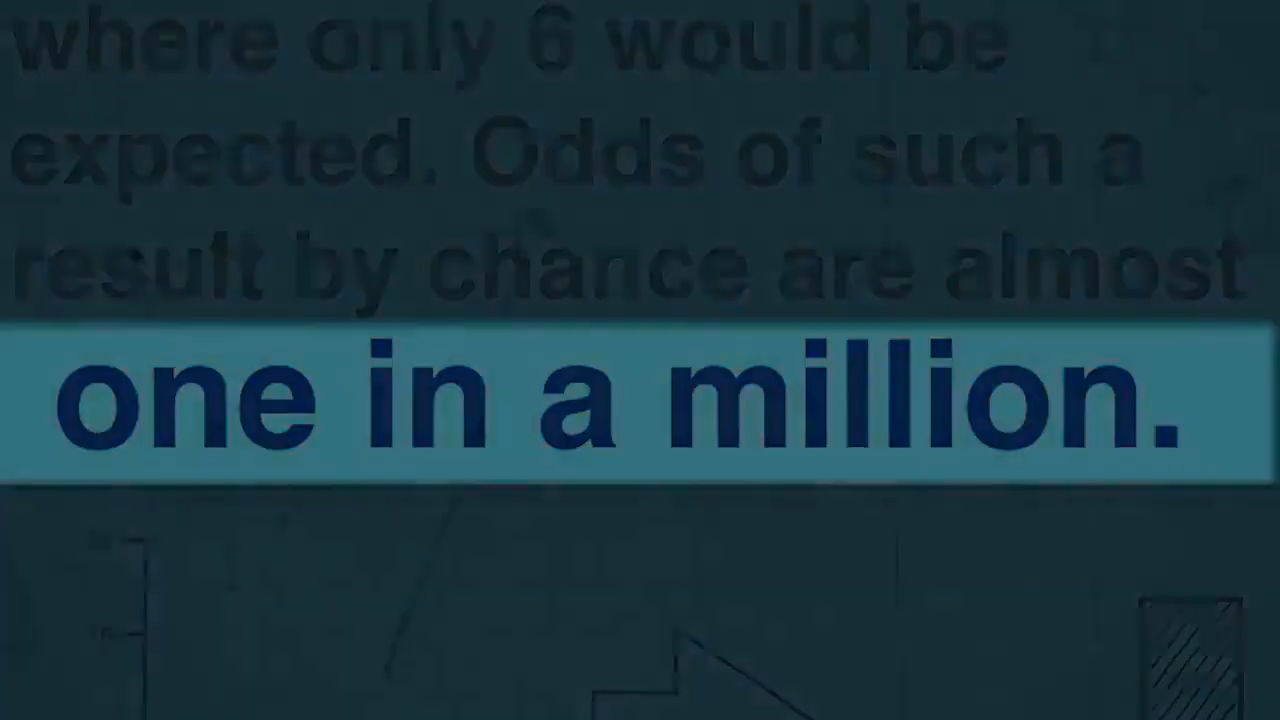 where only 6 would be
expected. Odds of such a
result by chance are almost
one in a million.